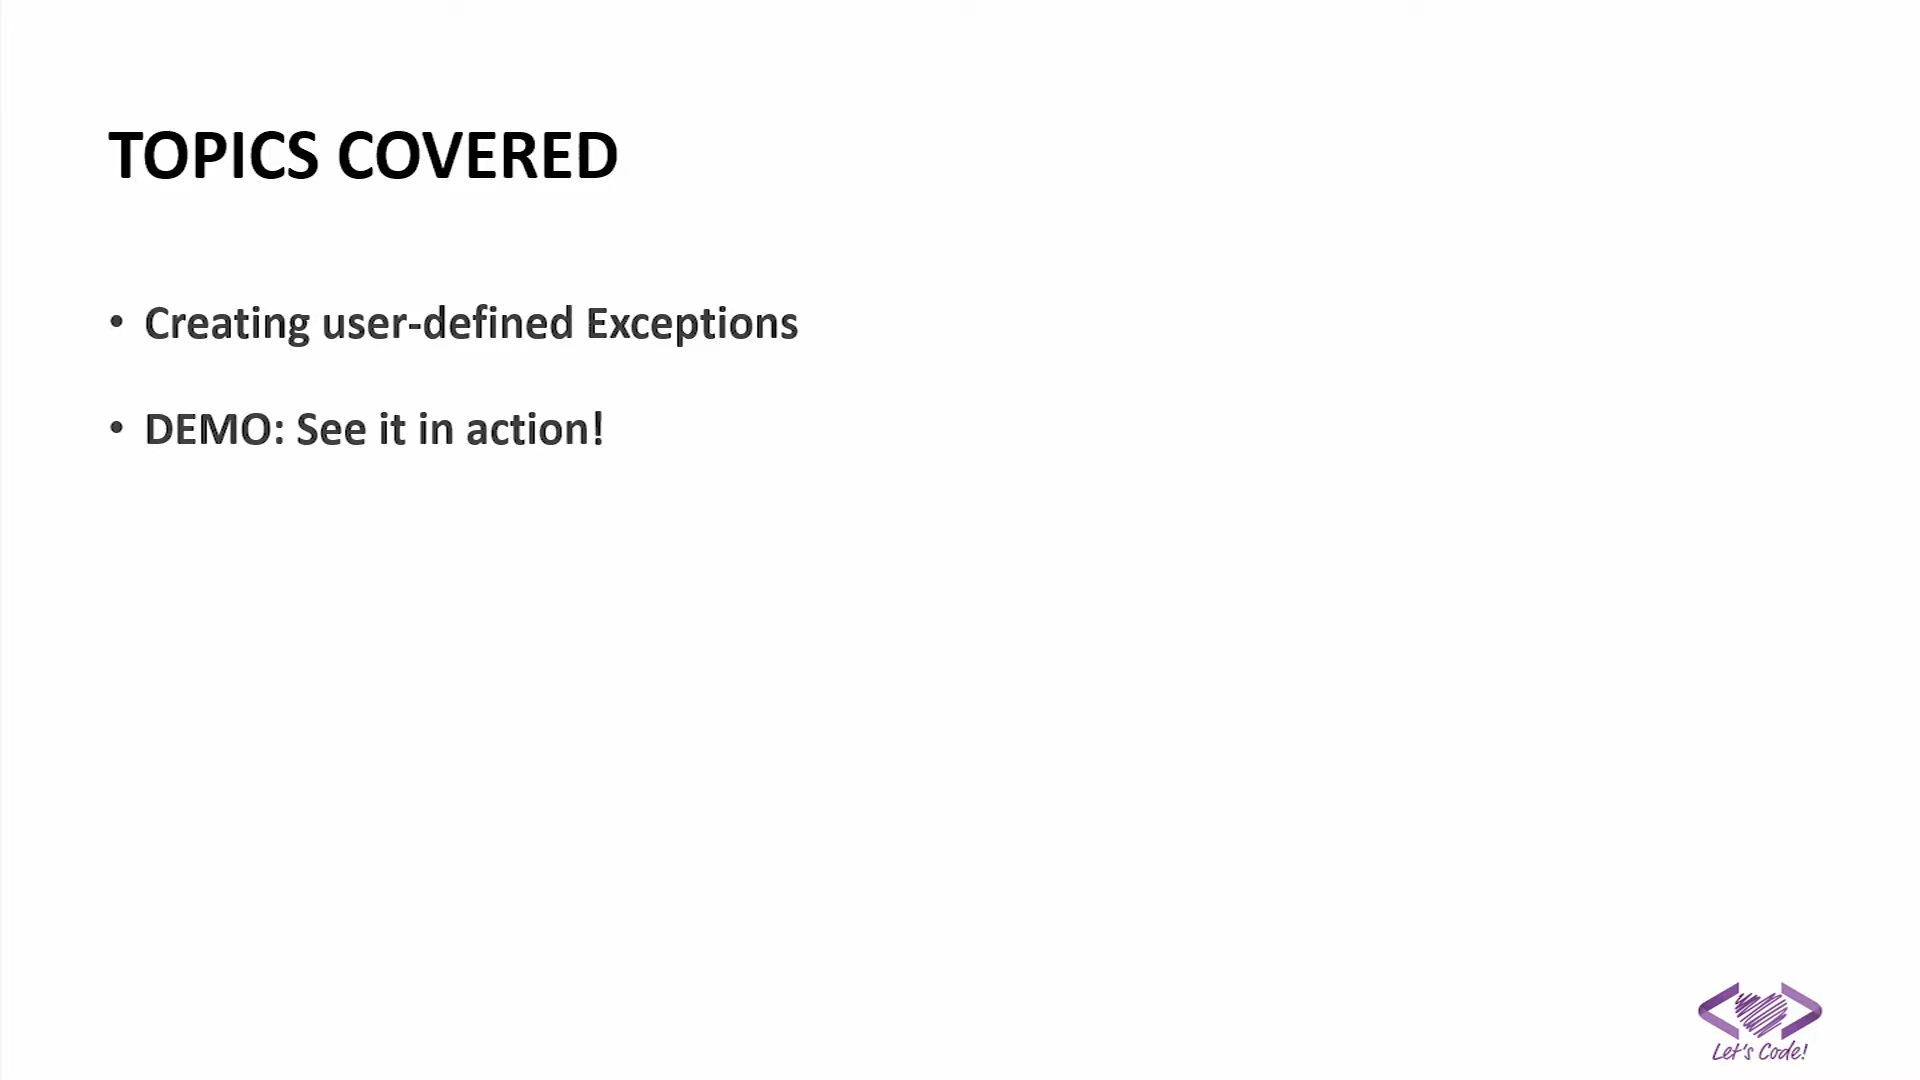 TOPICS COVERED
• Creating user-defined Exceptions
• DEMO: See it in action!
Let's Code!